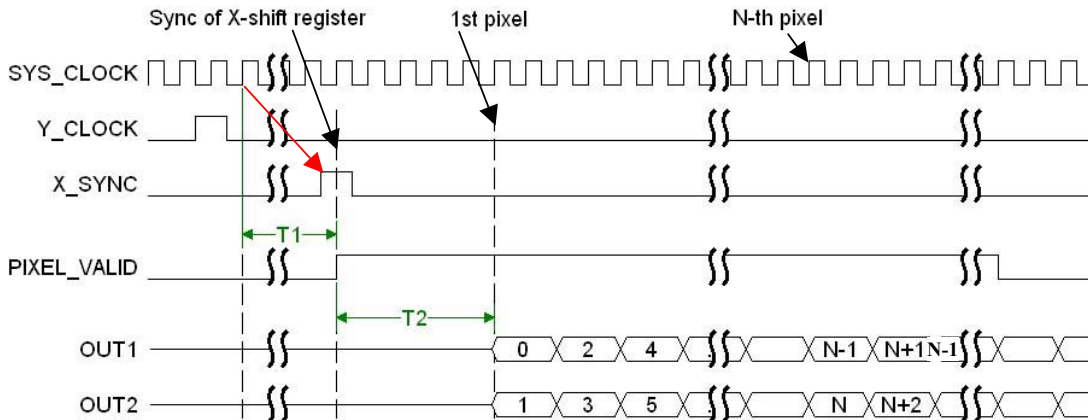 Sync of X-shift register 1st pixel N-th pixel
SYS_CLOCK
Y_CLOCK
X_SYNC
T1
PIXEL_VALID
T2
OUT1 0 2 4 . N-1 N+1 N-1
OUT2 1 3 5 . N N+2